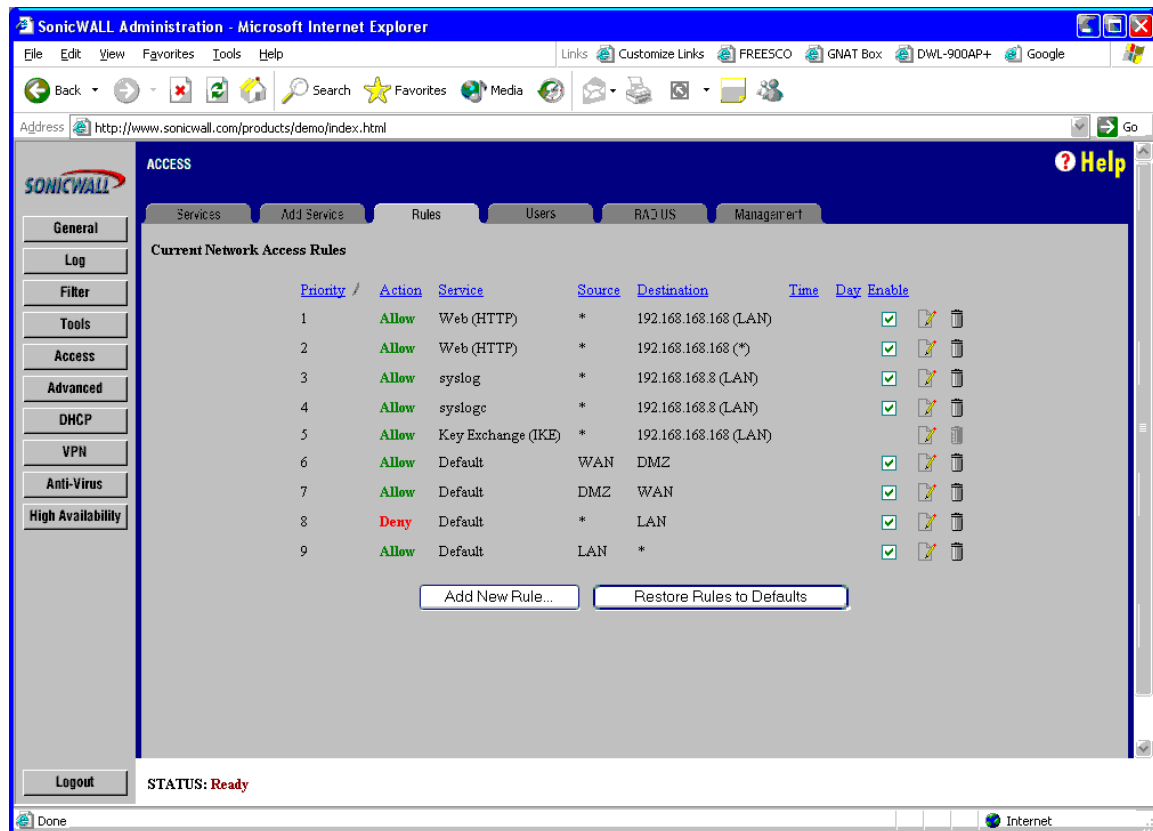 SonicWALL Administration - Microsoft Internet Explorer
File Edit View Favorites Tools Help Links Customize Links FREESCO GNAT Box DWL-900AP+ Google
Back Search Favorites Media
Address http://www.sonicwall.com/products/demo/index.html Go
SONICWALL
ACCESS
? Help
Services Add Service Rules Users RADIUS Management
General
Log
Filter
Tools
Access
Advanced
DHCP
VPN
Anti-Virus
High Availability
Current Network Access Rules
Priority Action Service Source Destination Time Day Enable
1 Allow Web (HTTP) * 192.168.168.168 (LAN)
2 Allow Web (HTTP) * 192.168.168.168 (*)
3 Allow syslog * 192.168.168.8 (LAN)
4 Allow syslogc * 192.168.168.8 (LAN)
5 Allow Key Exchange (IKE) * 192.168.168.168 (LAN)
6 Allow Default WAN DMZ
7 Allow Default DMZ WAN
8 Deny Default * LAN
9 Allow Default LAN *
Add New Rule... Restore Rules to Defaults
Logout
STATUS: Ready
Done Internet